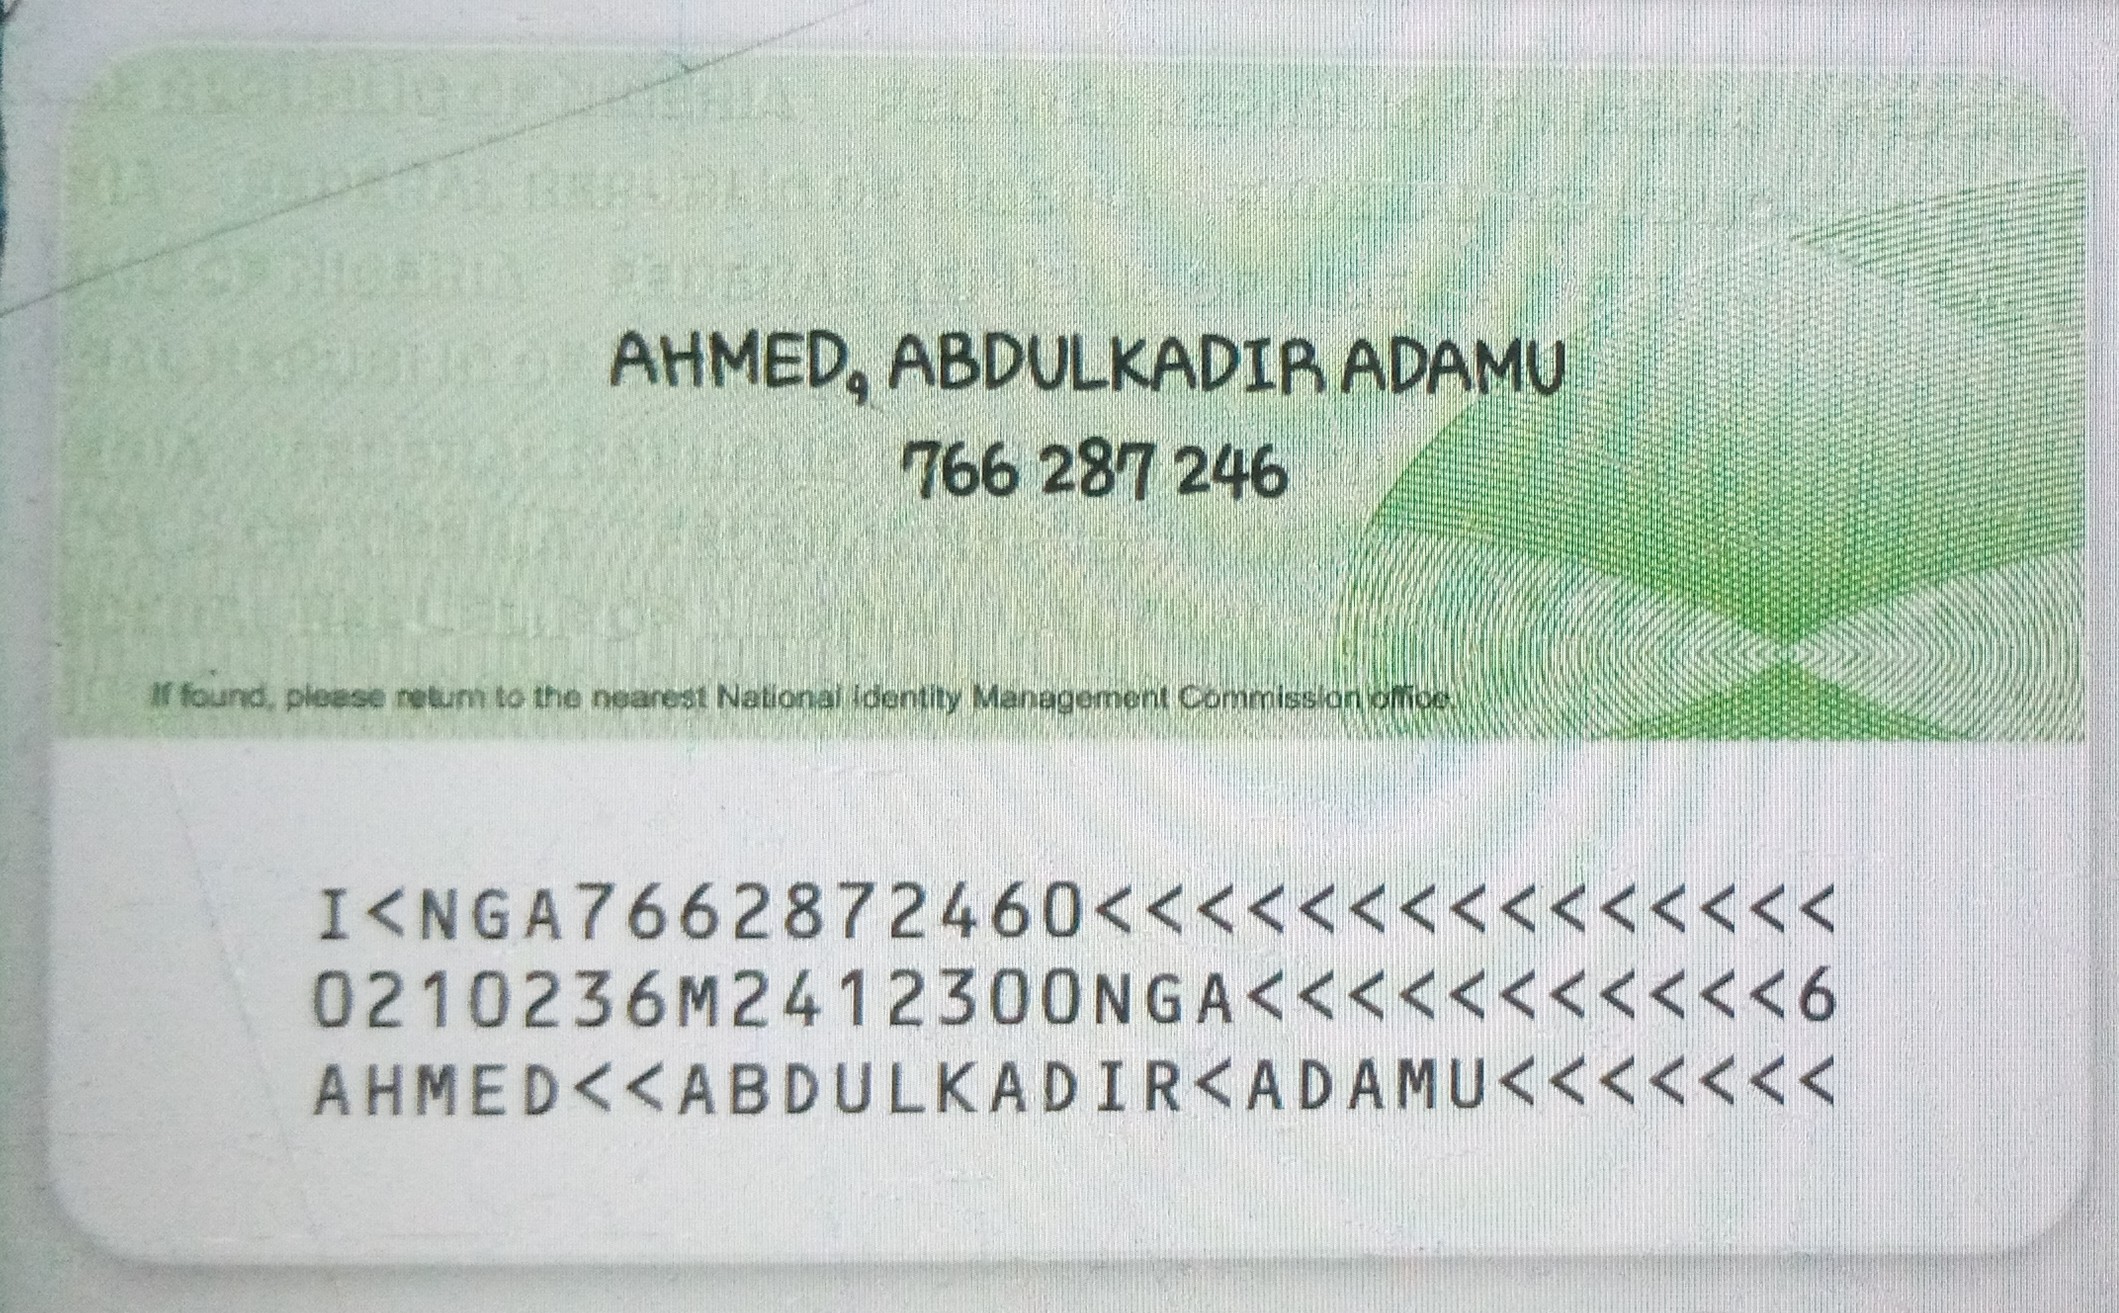 AHMED, ABDULKADIR ADAMU
766 287 246
If found, please return to the nearest National Identity Management Commission office.
I<NGA7662872460<<<<<<<<<<<<<<<
0210236M2412300NGA<<<<<<<<<<<6
AHMED<<ABDULKADIR<ADAMU<<<<<<<